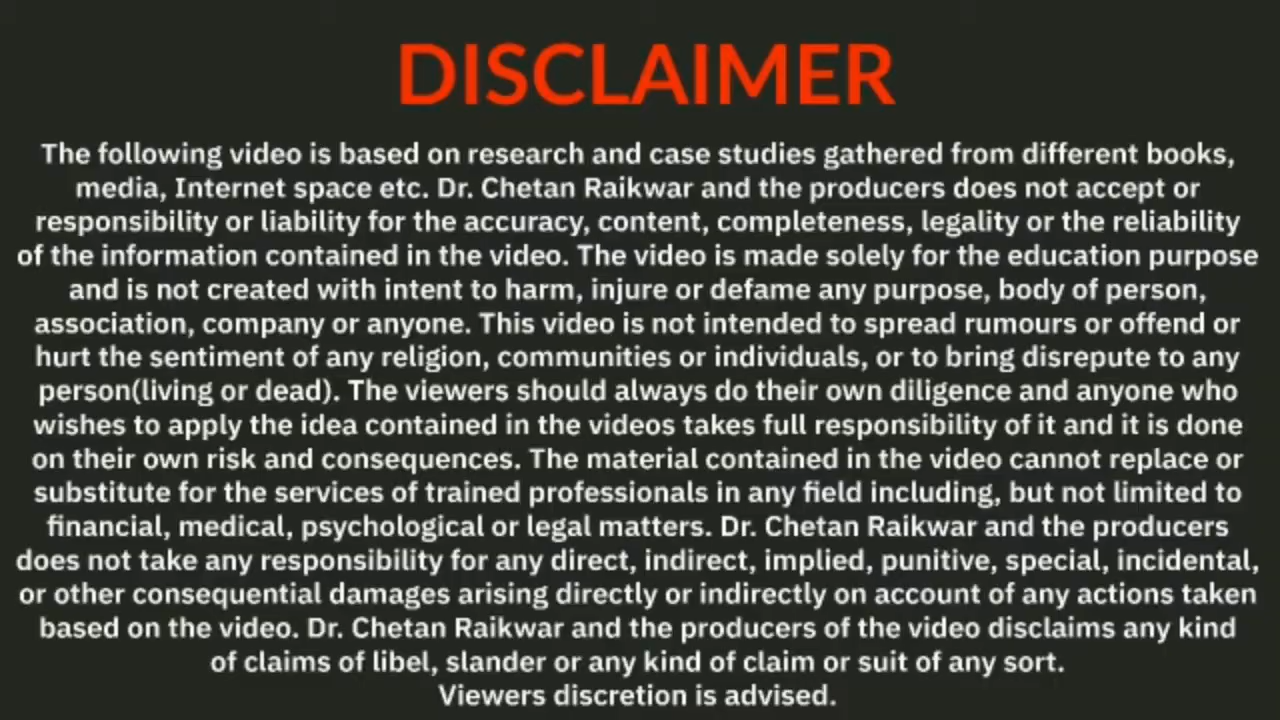 DISCLAIMER
The following video is based on research and case studies gathered from different books,
media, Internet space etc. Dr. Chetan Raikwar and the producers does not accept or
responsibility or liability for the accuracy, content, completeness, legality or the reliability
of the information contained in the video. The video is made solely for the education purpose
and is not created with intent to harm, injure or defame any purpose, body of person,
association, company or anyone. This video is not intended to spread rumours or offend or
hurt the sentiment of any religion, communities or individuals, or to bring disrepute to any
person(living or dead). The viewers should always do their own diligence and anyone who
wishes to apply the idea contained in the videos takes full responsibility of it and it is done
on their own risk and consequences. The material contained in the video cannot replace or
substitute for the services of trained professionals in any field including, but not limited to
financial, medical, psychological or legal matters. Dr. Chetan Raikwar and the producers
does not take any responsibility for any direct, indirect, implied, punitive, special, incidental,
or other consequential damages arising directly or indirectly on account of any actions taken
based on the video. Dr. Chetan Raikwar and the producers of the video disclaims any kind
of claims of libel, slander or any kind of claim or suit of any sort.
Viewers discretion is advised.